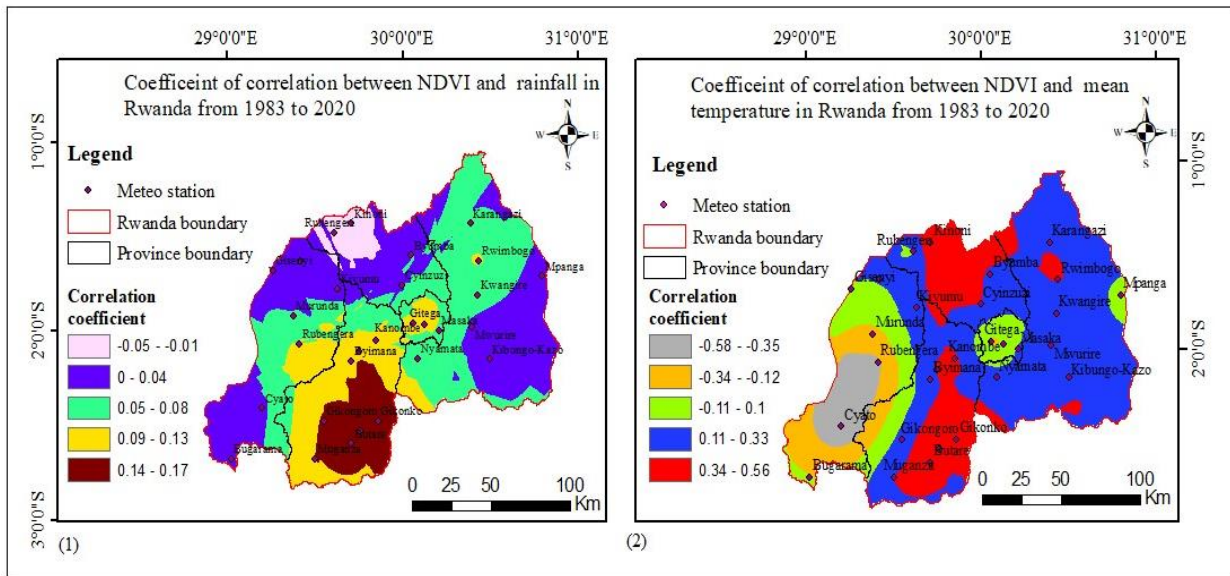 29°0'0"E 30°0'0"E 31°0'0"E
Coefficeint of correlation between NDVI and rainfall in
Rwanda from 1983 to 2020
N
W E
S
1°0'0"S
2°0'0"S
3°0'0"S
Legend
Meteo station
Rwanda boundary
Province boundary
Correlation
coefficient
-0.05 - -0.01
0 - 0.04
0.05 - 0.08
0.09 - 0.13
0.14 - 0.17
Rubengera
Kinoni
Karangazi
Byumba
Rwimbogo
Gisenyi
Mpanga
Kayumu
Cyinzuzi
Kwangire
Murunda
Gitega
Masaka
Kanombe
Mvurire
Rubengera
Byimana
Nyamata
Kibungo-Kazo
Cyato
Gikongoro
Gikonko
Butare
Muganza
Bugarama
0 25 50 100
Km
(1)
29°0'0"E 30°0'0"E 31°0'0"E
Coefficeint of correlation between NDVI and mean
temperature in Rwanda from 1983 to 2020
N
W E
S
1°0'0"S
2°0'0"S
Legend
Meteo station
Rwanda boundary
Province boundary
Correlation
coefficient
-0.58 - -0.35
-0.34 - -0.12
-0.11 - 0.1
0.11 - 0.33
0.34 - 0.56
Kinoni
Rubengera
Karangazi
Byumba
Rwimbogo
Gisenyi
Mpanga
Kayumu
Cyinzuzi
Kwangire
Murunda
Gitega
Masaka
Kanombe
Mvurire
Rubengera
Byimana
Nyamata
Kibungo-Kazo
Cyato
Gikongoro
Gikonko
Butare
Muganza
Bugarama
0 25 50 100
Km
(2)